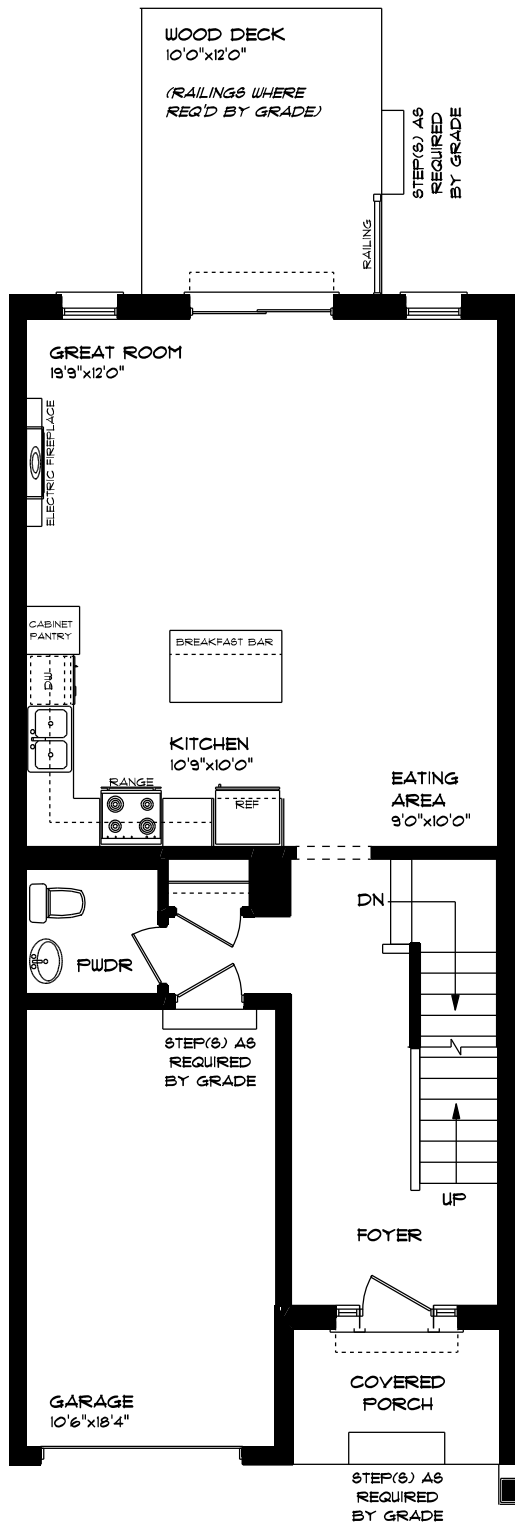 WOOD DECK
10'0"x12'0"
(RAILINGS WHERE
REQ'D BY GRADE)
STEP(S) AS
REQUIRED
BY GRADE
RAILING
GREAT ROOM
19'9"x12'0"
ELECTRIC FIREPLACE
CABINET
PANTRY
DW
BREAKFAST BAR
KITCHEN
10'9"x10'0"
RANGE
REF
EATING
AREA
9'0"x10'0"
DN
PWDR
STEP(S) AS
REQUIRED
BY GRADE
UP
FOYER
GARAGE
10'6"x18'4"
COVERED
PORCH
STEP(S) AS
REQUIRED
BY GRADE